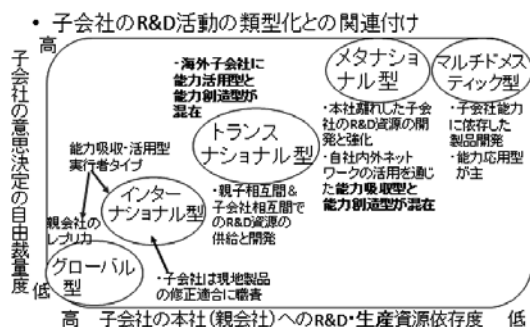 ・ 子会社のR&D活動の類型化との関連付け
高
子会社の意思決定の自由裁量度
低
・海外子会社に
能力活用型と
能力創造型が
混在
メタナショ
ナル型
マルチドメス
ティック型
・本社離れした子会
社のR&D資源の開
発と強化
・自社内外ネット
ワークの活用を通じ
た能力吸収型と
能力創造型が混在
・子会社能力
に依存した
製品開発
・能力応用型
が主
トランス
ナショナル型
・親子相互間&
子会社相互間で
のR&D資源の
供給と開発
能力吸収・活用型
実行者タイプ
インター
ナショナル型
親会社の
レプリカ
グローバル
型
・子会社は現地製品
の修正適合に職責
高 子会社の本社(親会社)へのR&D・生産資源依存度 低